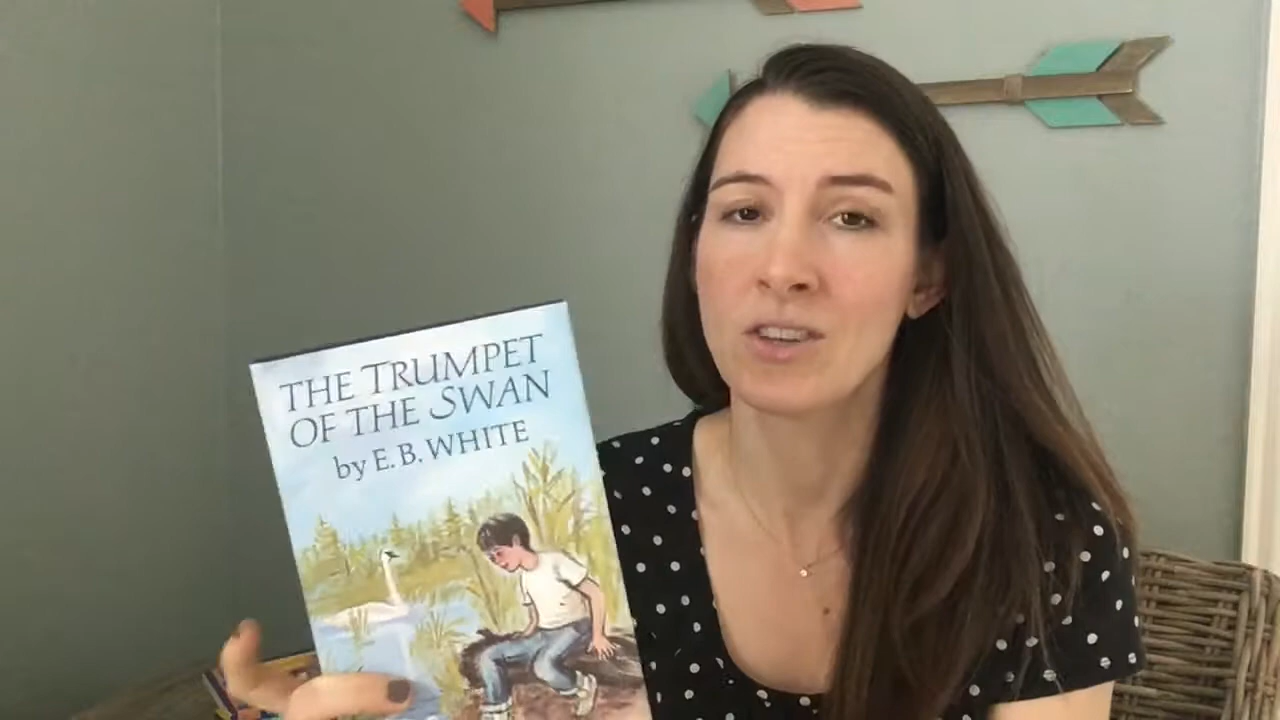 THE TRUMPET
OF THE SWAN
by E. B. WHITE